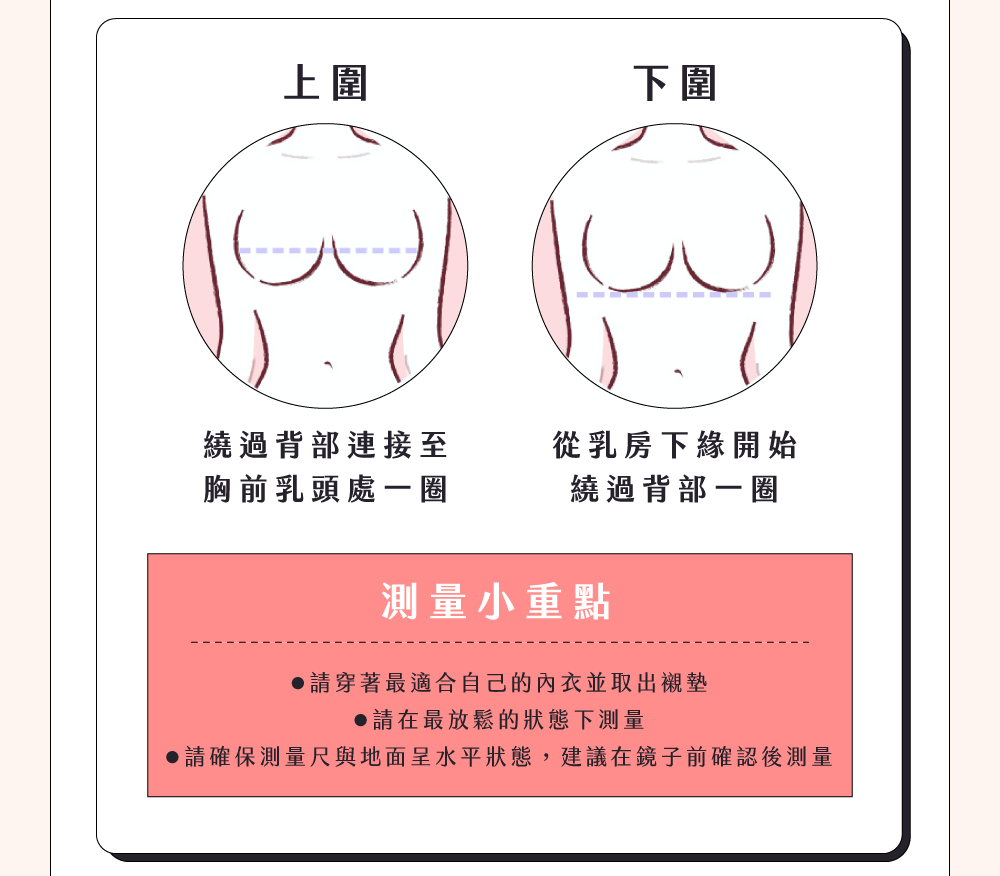 上圍
下圍
繞過背部連接至
胸前乳頭處一圈
從乳房下緣開始
繞過背部一圈
測量小重點
●請穿著最適合自己的內衣並取出襯墊
●請在最放鬆的狀態下測量
●請確保測量尺與地面呈水平狀態，建議在鏡子前確認後測量